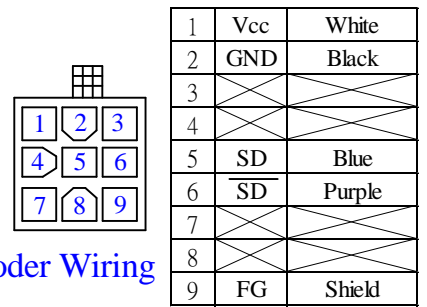 1 2 3
4 5 6
7 8 9
oder Wiring
1 Vcc White
2 GND Black
3
4
5 SD Blue
6 S̅D̅ Purple
7
8
9 FG Shield